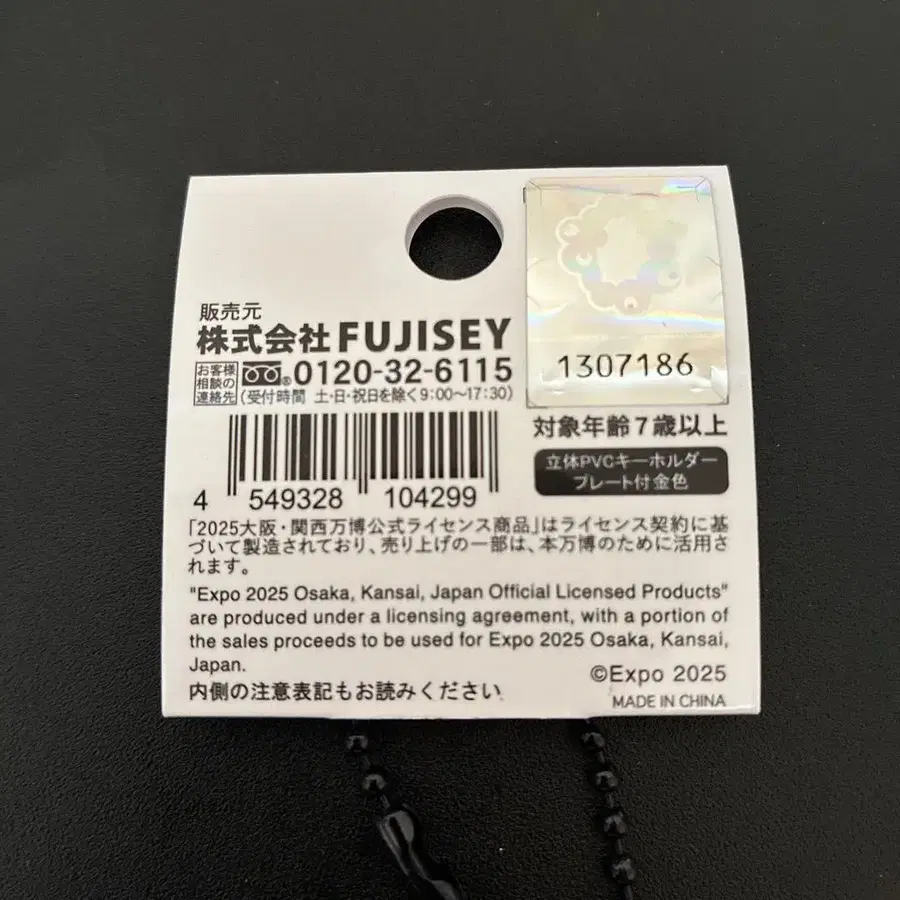 販売元
株式会社FUJISEY
お客様
相談の
連絡先
®0120-32-6115
(受付時間 土・日・祝日を除く9:00〜17:30)
1307186
対象年齢7歳以上
立体PVCキーホルダー
プレート付金色
4 549328 104299
「2025大阪・関西万博公式ライセンス商品」はライセンス契約に基
づいて製造されており、売り上げの一部は、本万博のために活用さ
れます。
"Expo 2025 Osaka, Kansai, Japan Official Licensed Products"
are produced under a licensing agreement, with a portion of
the sales proceeds to be used for Expo 2025 Osaka, Kansai,
Japan.
©Expo 2025
内側の注意表記もお読みください
MADE IN CHINA